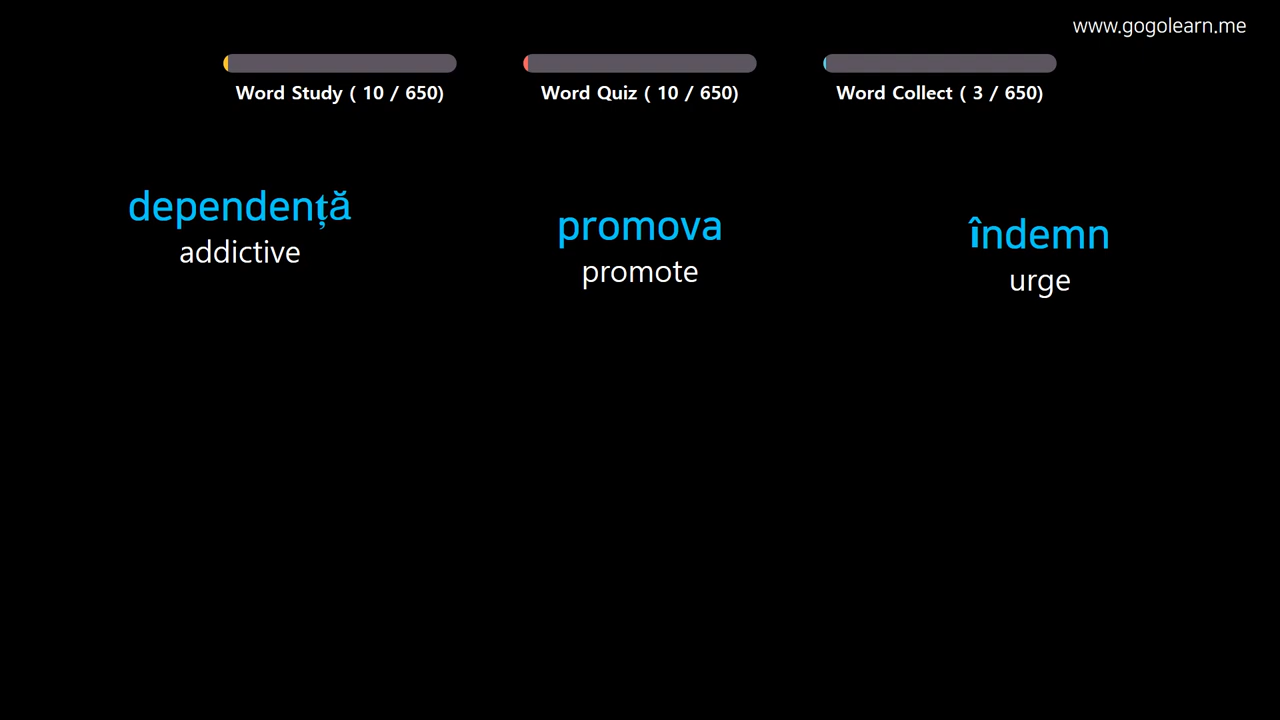 www.gogolearn.me
Word Study ( 10 / 650)
Word Quiz ( 10 / 650)
Word Collect ( 3 / 650)
dependență
addictive
promova
promote
îndemn
urge